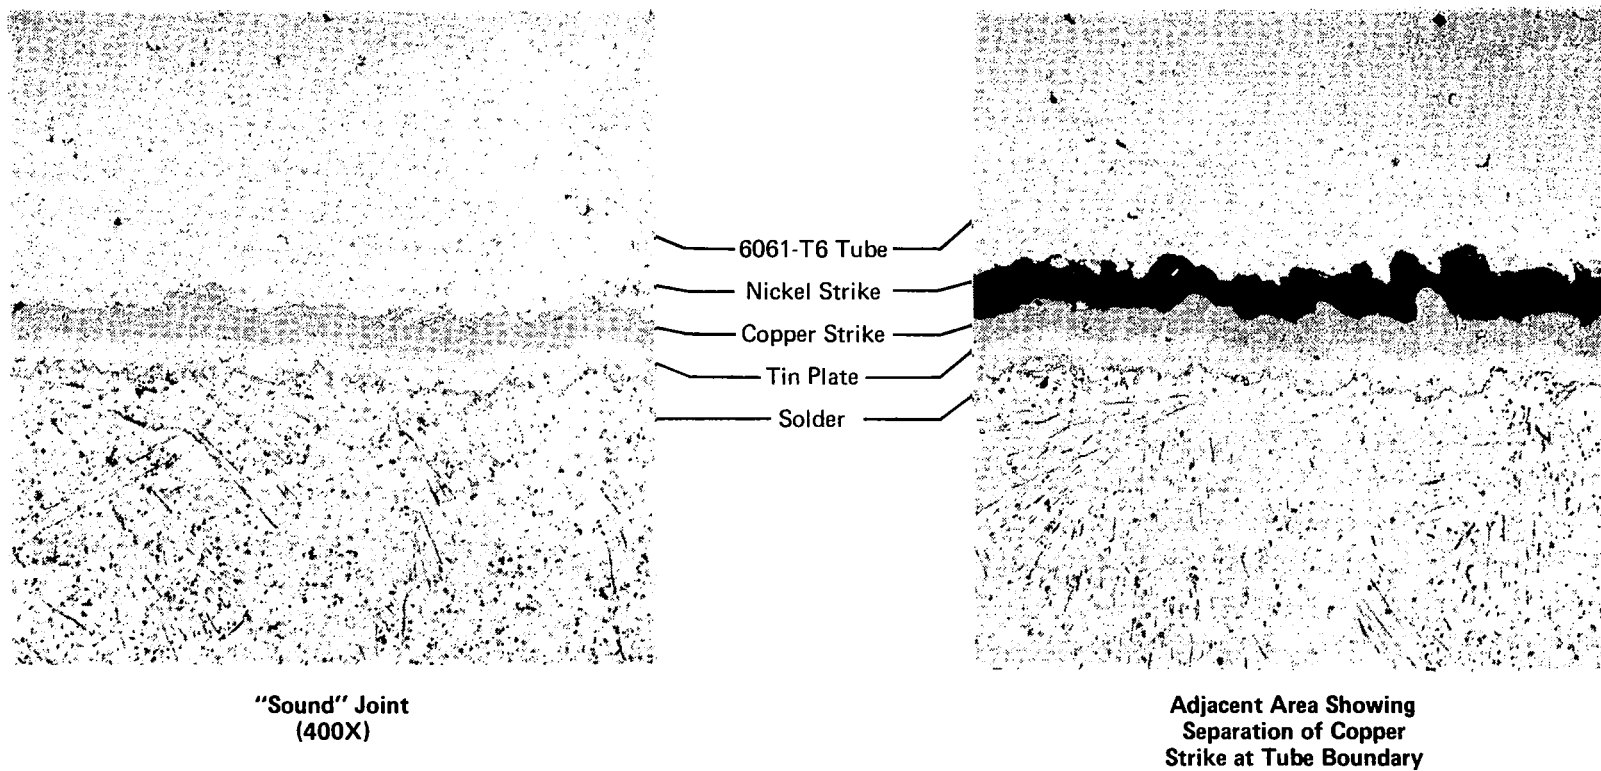 6061-T6 Tube
Nickel Strike
Copper Strike
Tin Plate
Solder
"Sound" Joint
(400X)
Adjacent Area Showing
Separation of Copper
Strike at Tube Boundary